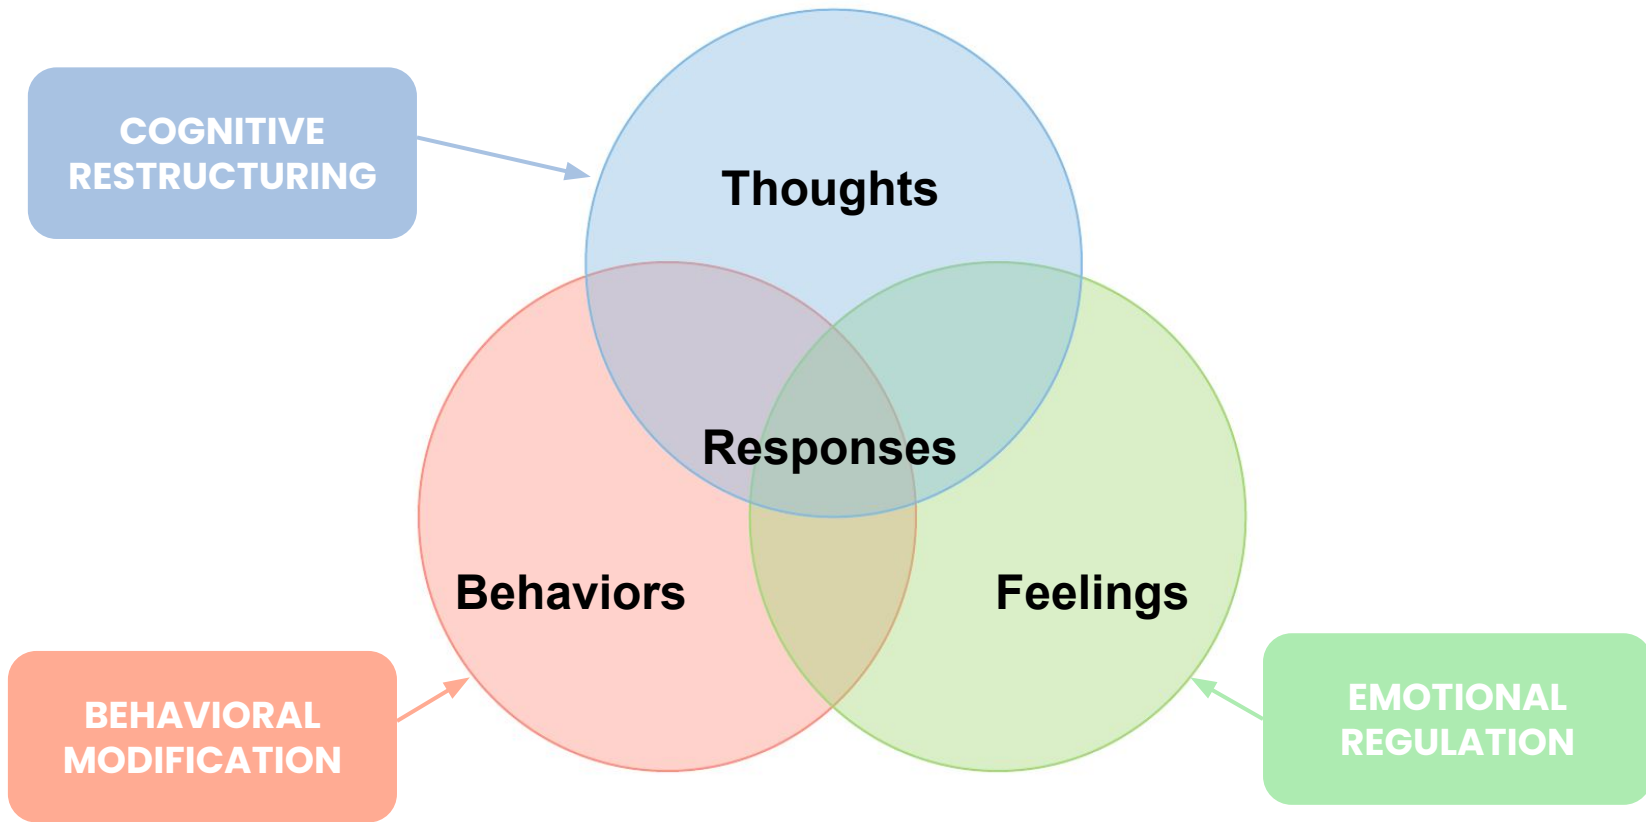 COGNITIVE
RESTRUCTURING
Thoughts
Responses
Behaviors
Feelings
BEHAVIORAL
MODIFICATION
EMOTIONAL
REGULATION